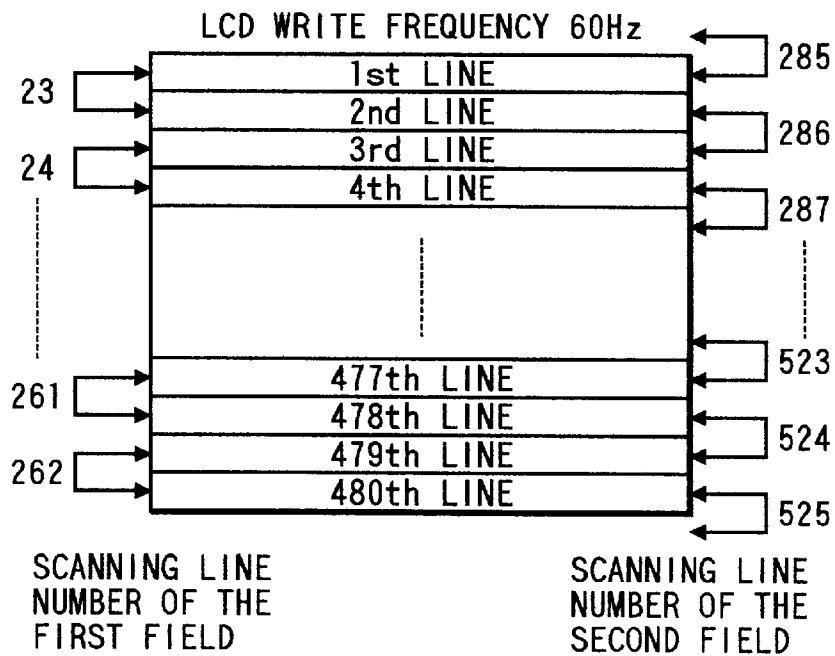 LCD WRITE FREQUENCY 60Hz
285
1st LINE
23
2nd LINE
286
3rd LINE
24
4th LINE
287
523
477th LINE
261
478th LINE
524
479th LINE
262
480th LINE
525
SCANNING LINE
NUMBER OF THE
FIRST FIELD
SCANNING LINE
NUMBER OF THE
SECOND FIELD